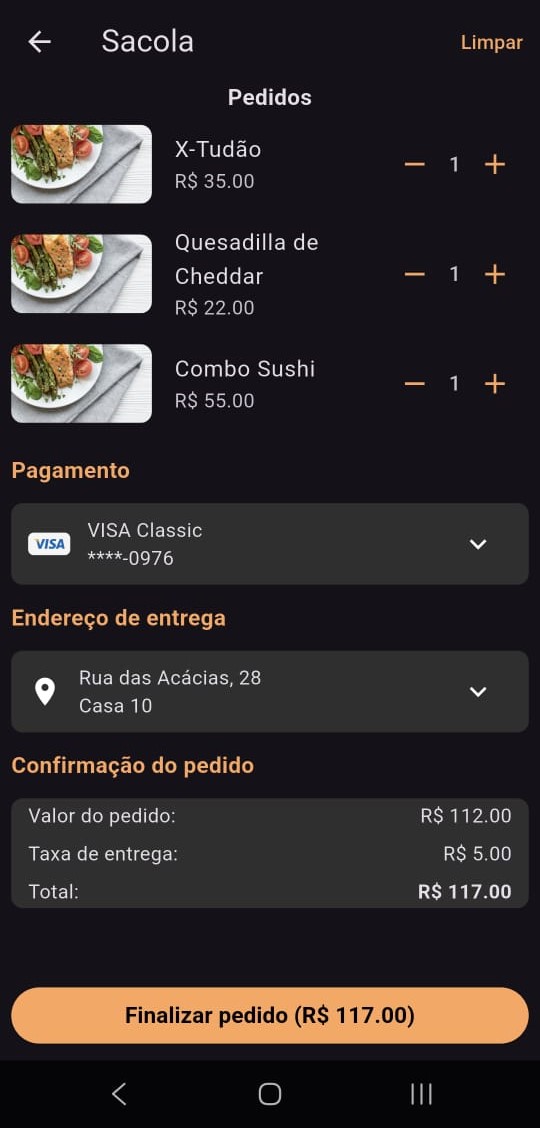 Sacola
Limpar
Pedidos
X-Tudão
R$ 35.00
1
Quesadilla de
Cheddar
R$ 22.00
1
Combo Sushi
R$ 55.00
1
Pagamento
VISA
VISA Classic
****-0976
Endereço de entrega
Rua das Acácias, 28
Casa 10
Confirmação do pedido
Valor do pedido: R$ 112.00
Taxa de entrega: R$ 5.00
Total: R$ 117.00
Finalizar pedido (R$ 117.00)